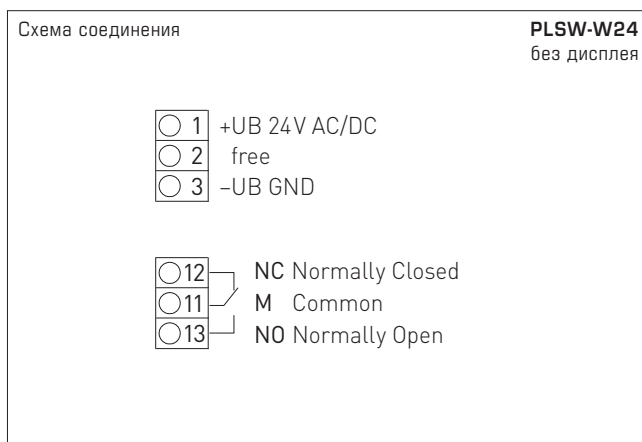 Схема соединения
PLSW-W24
без дисплея
1 +UB 24V AC/DC
2 free
3 –UB GND
12 NC Normally Closed
11 M Common
13 NO Normally Open